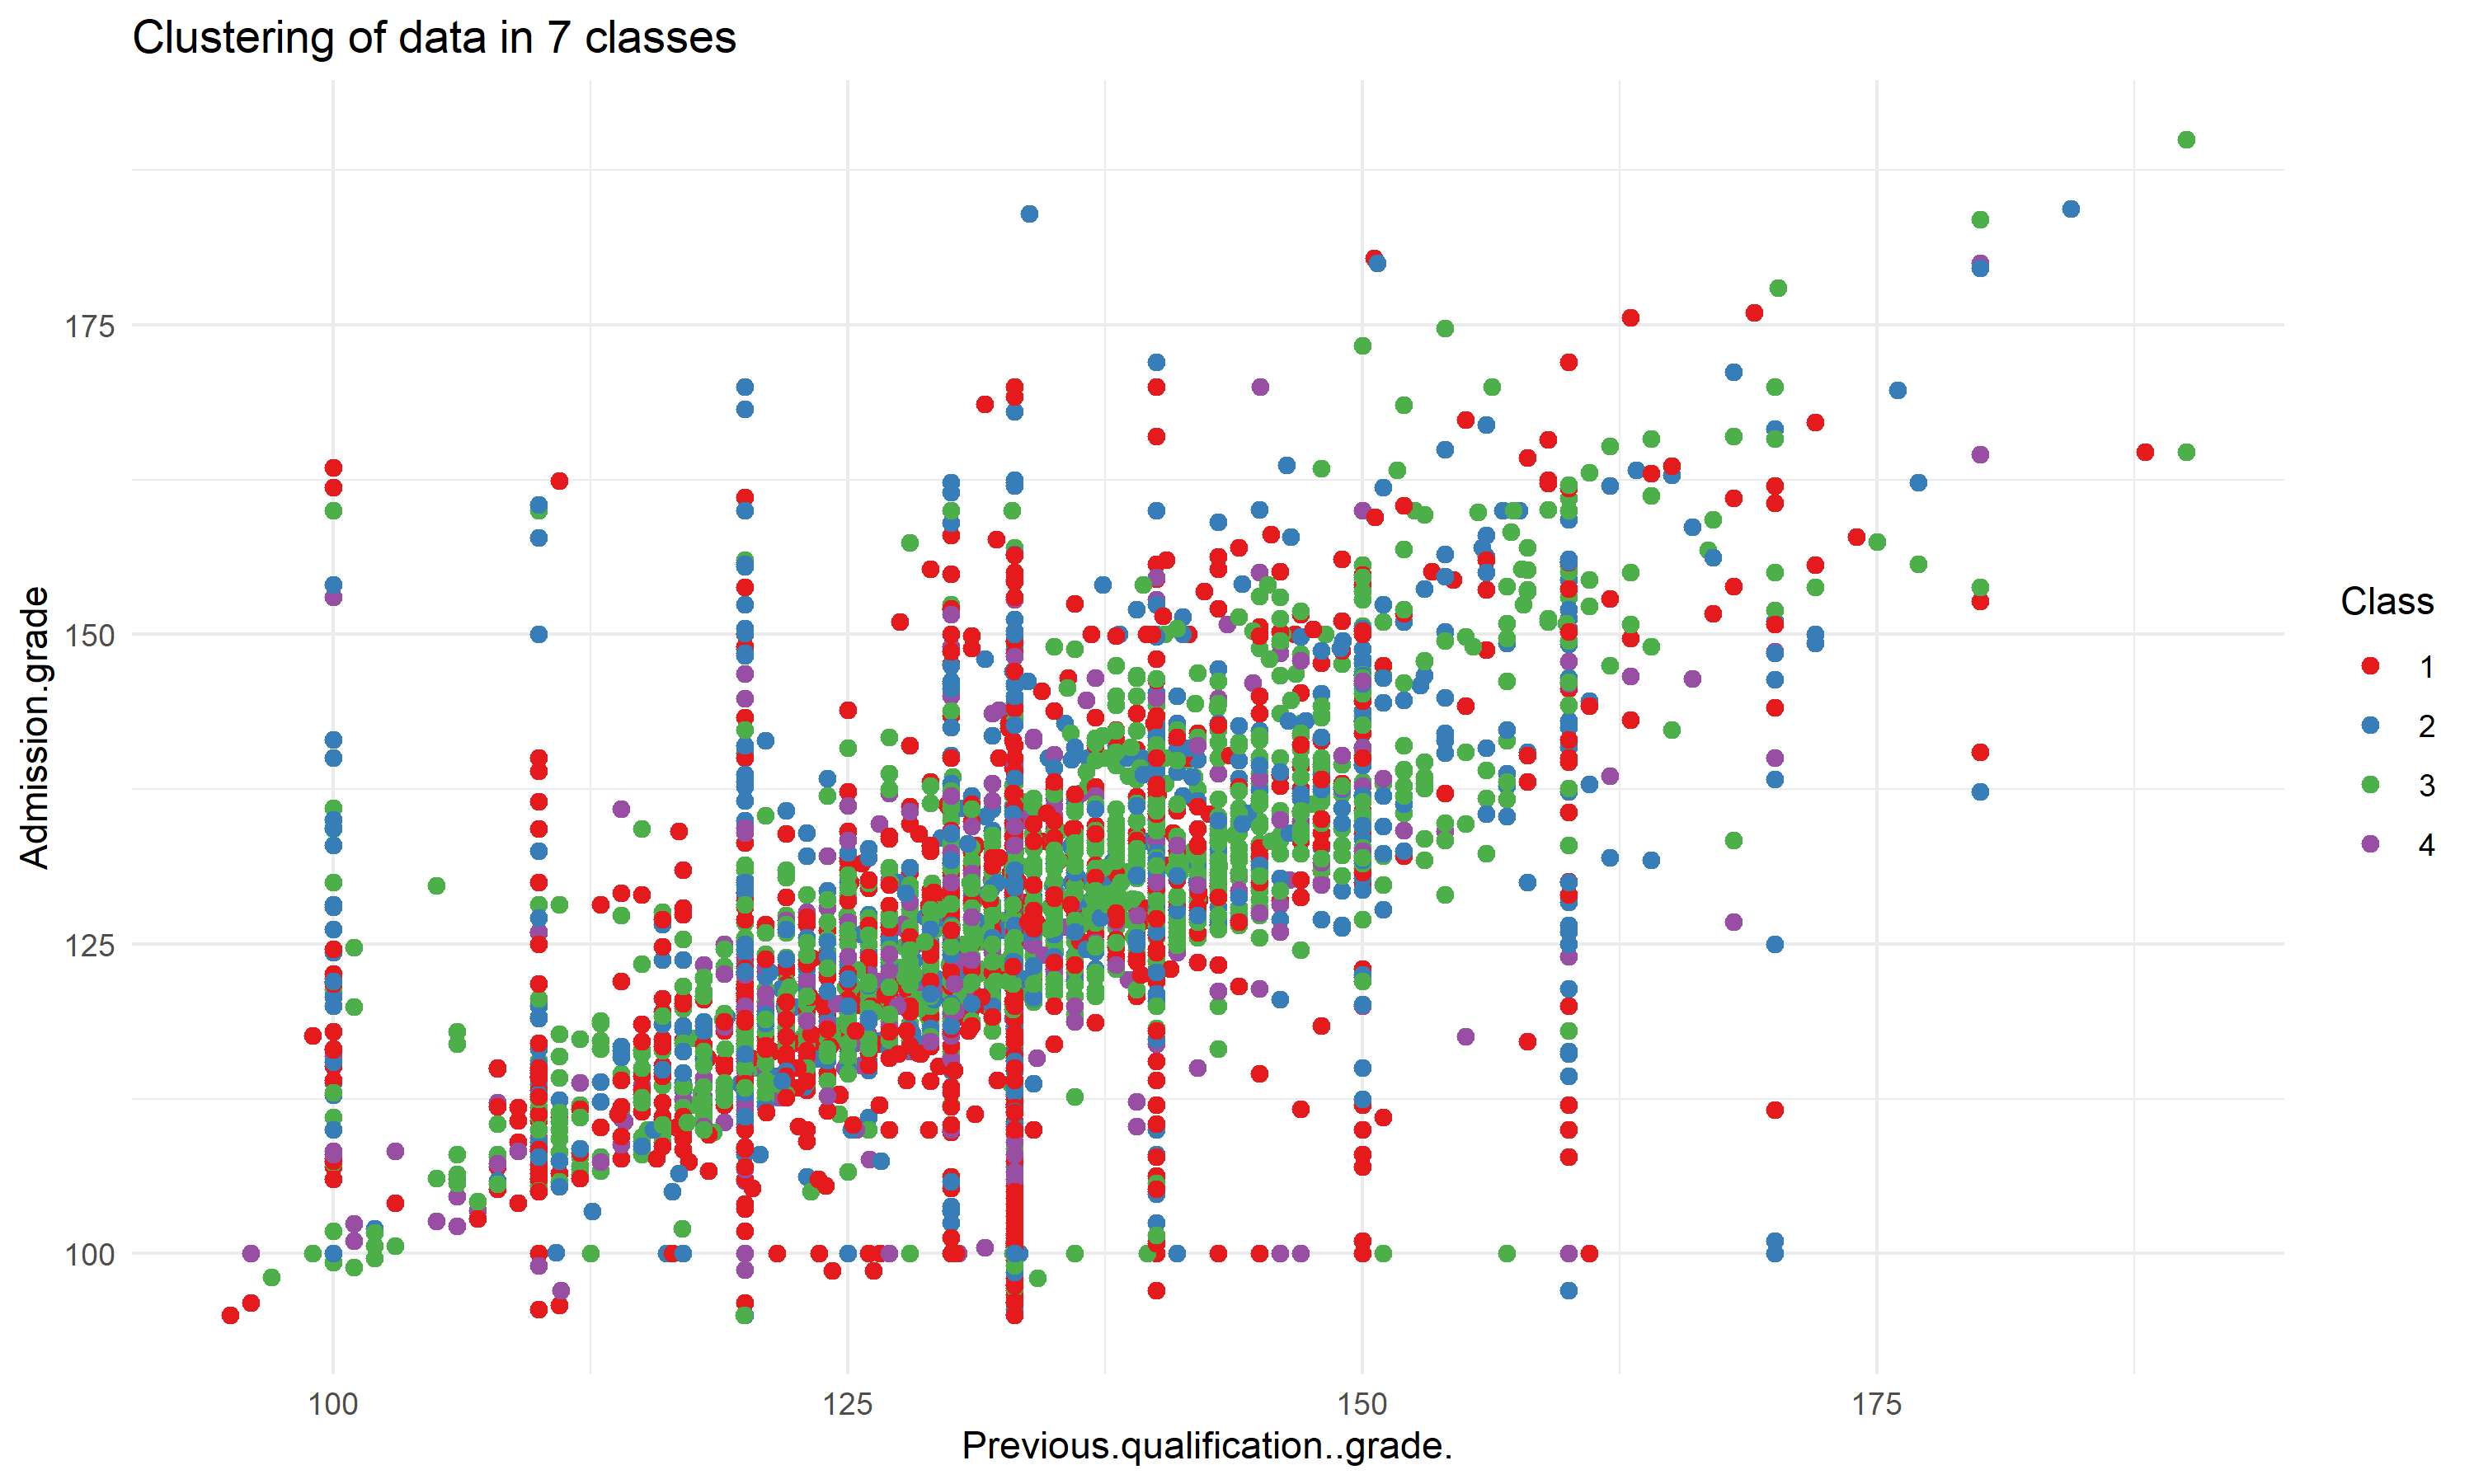 Clustering of data in 7 classes
175
150
125
100
Admission.grade
100 125 150 175
Previous.qualification..grade.
Class
1
2
3
4